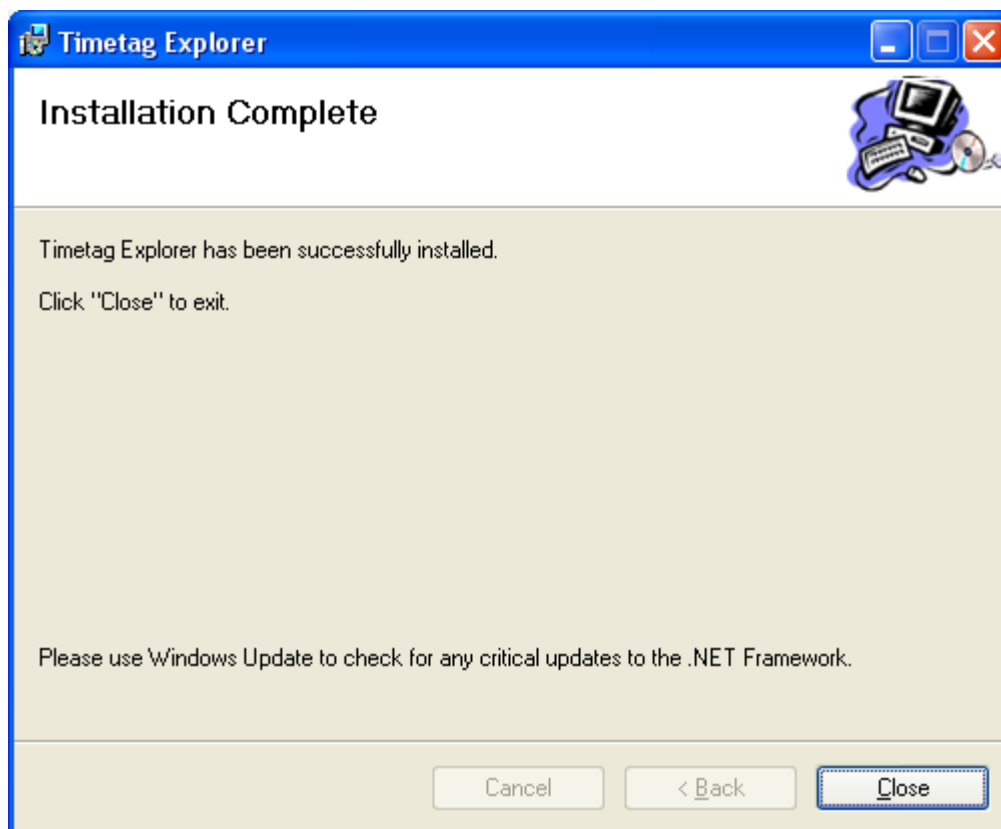 Timetag Explorer
Installation Complete
Timetag Explorer has been successfully installed.
Click "Close" to exit.
Please use Windows Update to check for any critical updates to the .NET Framework.
Cancel
< Back
Close